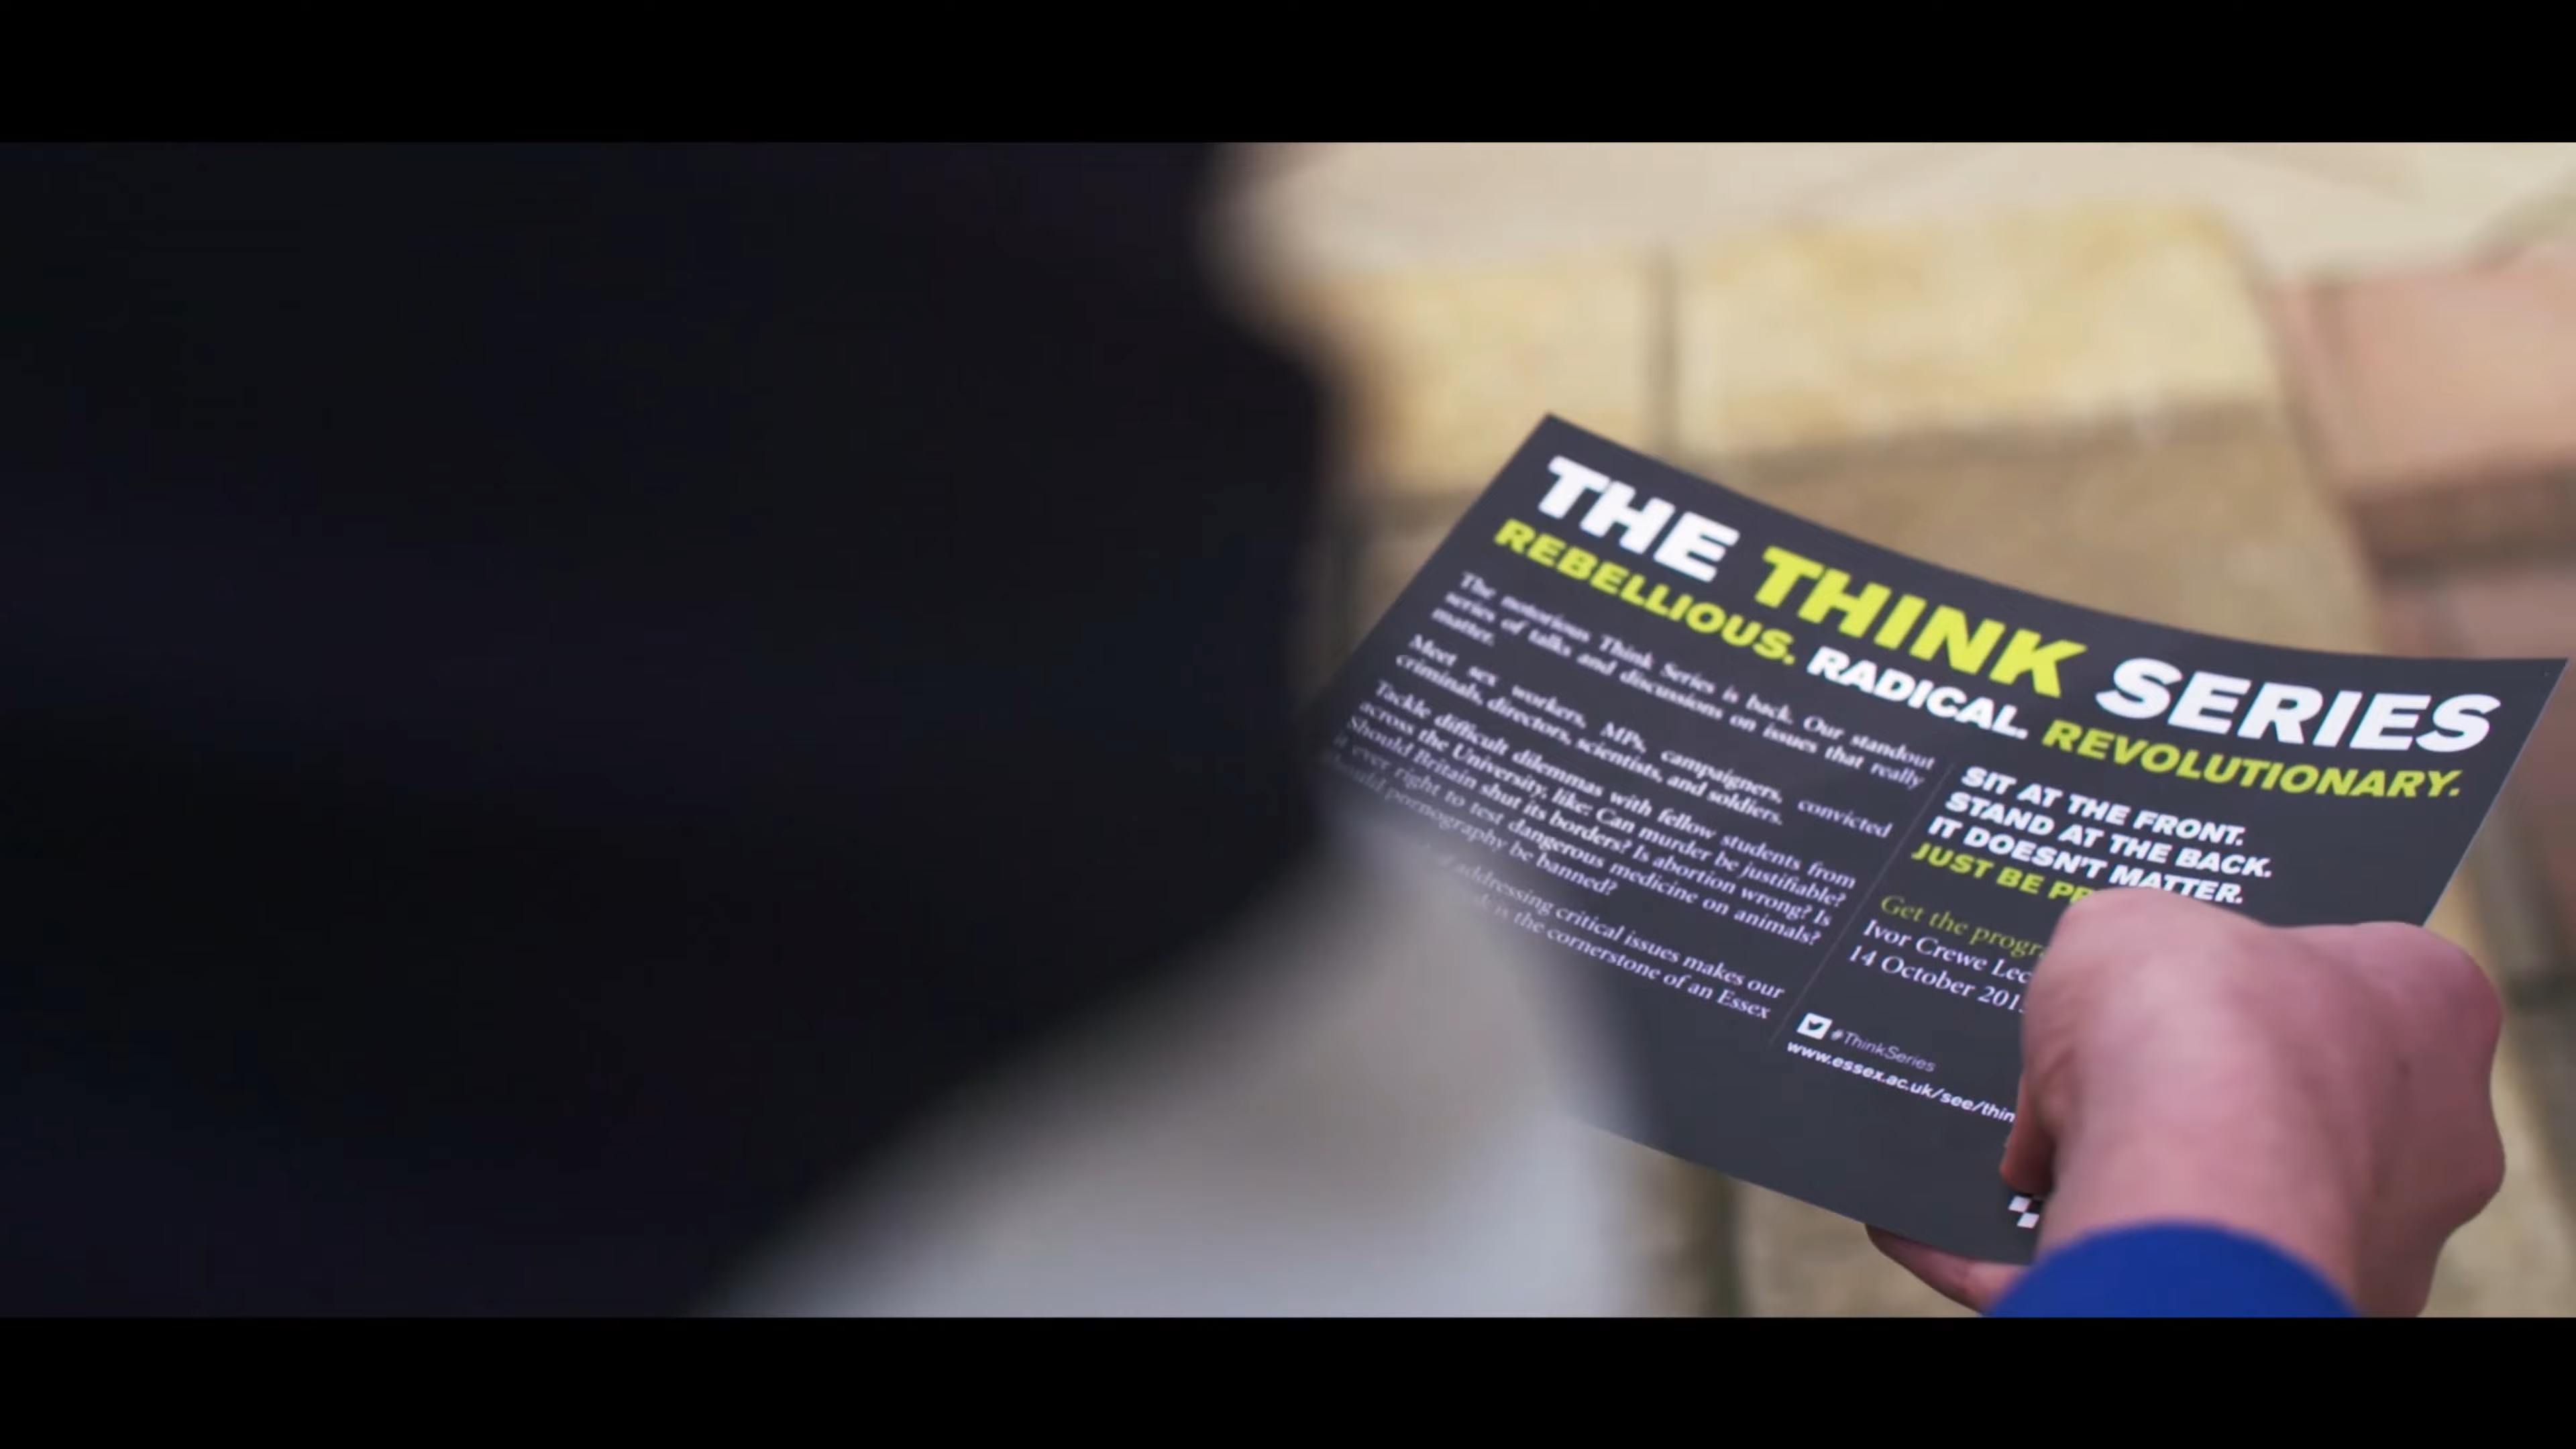 THE THINK SERIES
REBELLIOUS. RADICAL. REVOLUTIONARY.
The notorious Think Series is back. Our standout
series of talks and discussions on issues that really
matter.
Meet sex workers, MPs, campaigners, convicted
criminals, directors, scientists, and soldiers.
Tackle difficult dilemmas with fellow students from
across the University, like: Can murder be justifiable?
Should Britain shut its borders? Is abortion wrong? Is
it ever right to test dangerous medicine on animals?
should pornography be banned?
of addressing critical issues makes our
is the cornerstone of an Essex
SIT AT THE FRONT.
STAND AT THE BACK.
IT DOESN'T MATTER.
JUST BE
Get the
Ivor Crewe
14 October
#ThinkSeries
www.essex.ac.uk/see/thin